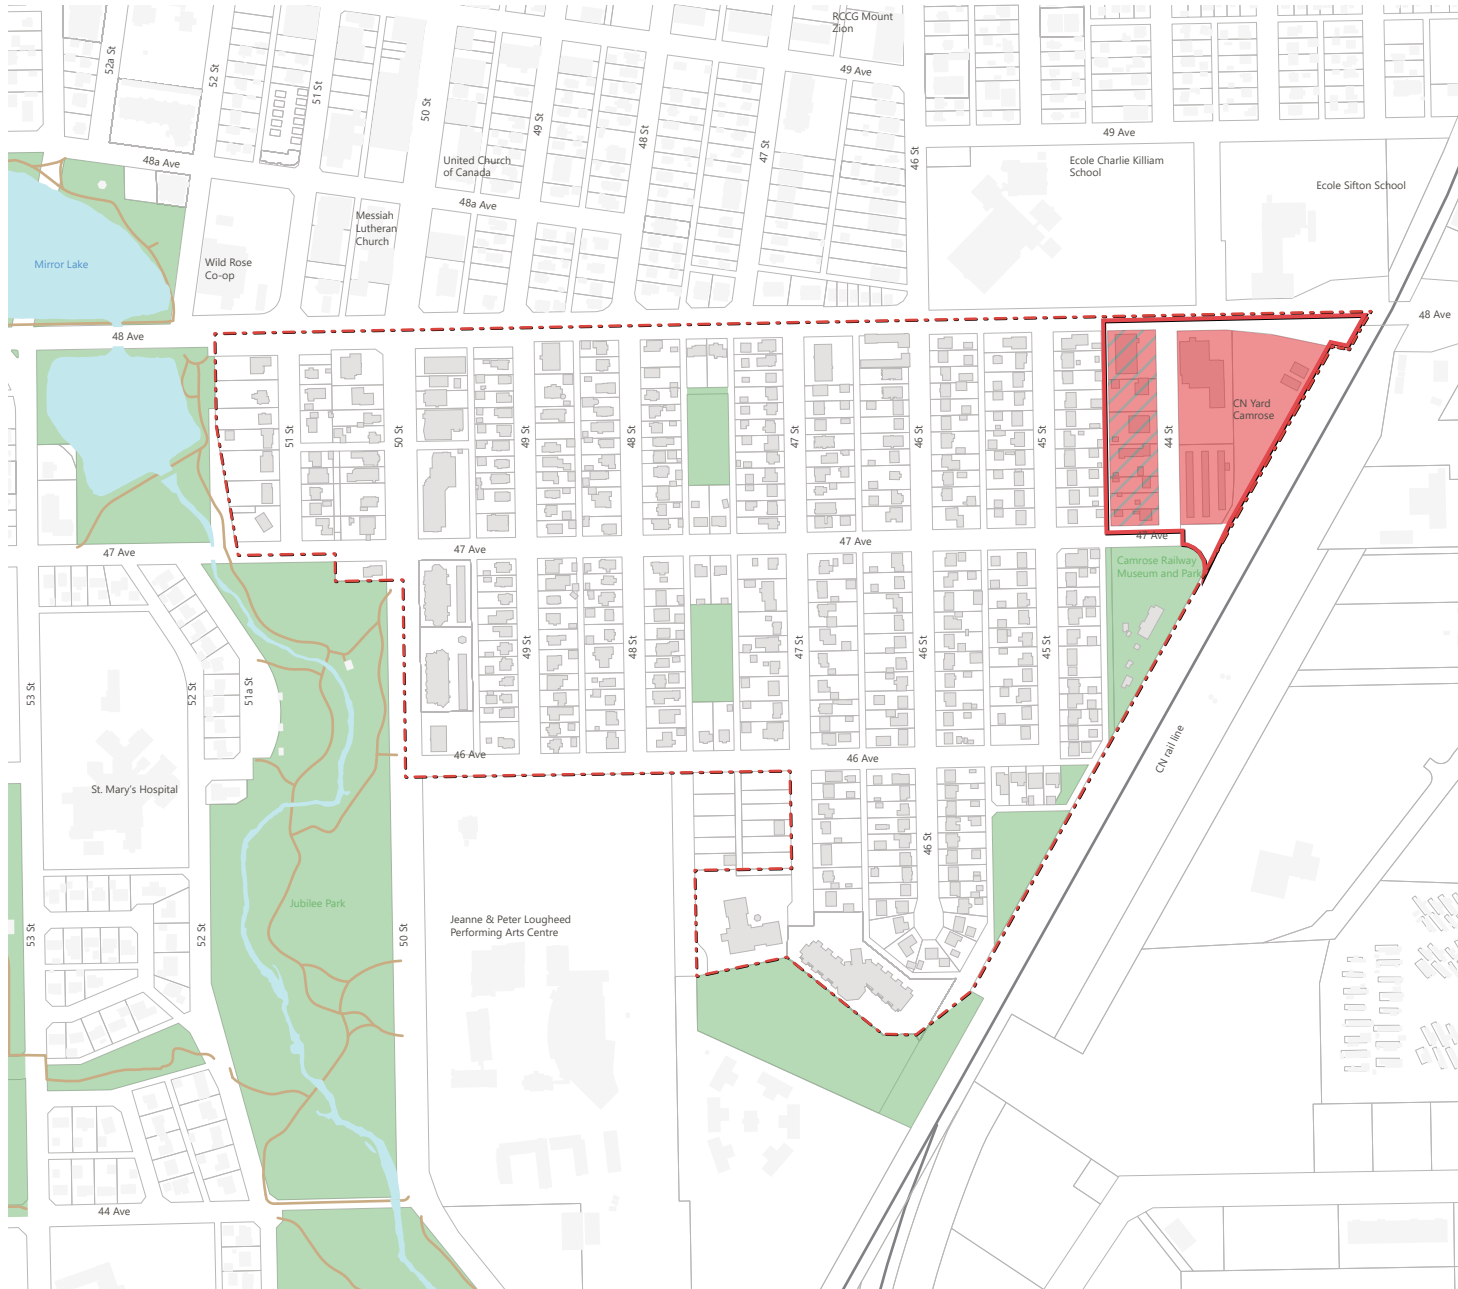 RCCG Mount
Zion
52a St
52 St
51 St
50 St
49 St
48 St
47 St
46 St
49 Ave
49 Ave
48a Ave
United Church
of Canada
48a Ave
Ecole Charlie Killiam
School
Ecole Sifton School
Messiah
Lutheran
Church
Mirror Lake
Wild Rose
Co-op
48 Ave
48 Ave
51 St
50 St
49 St
48 St
47 St
46 St
45 St
44 St
CN Yard
Camrose
47 Ave
47 Ave
47 Ave
47 Ave
Camrose Railway
Museum and Park
53 St
52 St
51a St
49 St
48 St
47 St
46 St
45 St
46 Ave
46 Ave
CN rail line
St. Mary's Hospital
46 St
Jubilee Park
53 St
52 St
50 St
Jeanne & Peter Lougheed
Performing Arts Centre
44 Ave